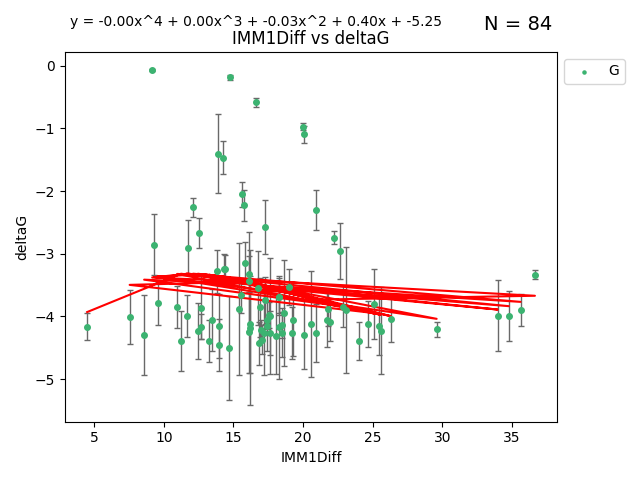 y = -0.00x^4 + 0.00x^3 + -0.03x^2 + 0.40x + -5.25
N = 84
IMM1Diff vs deltaG
G
deltaG
0
−1
−2
−3
−4
−5
5 10 15 20 25 30 35
IMM1Diff